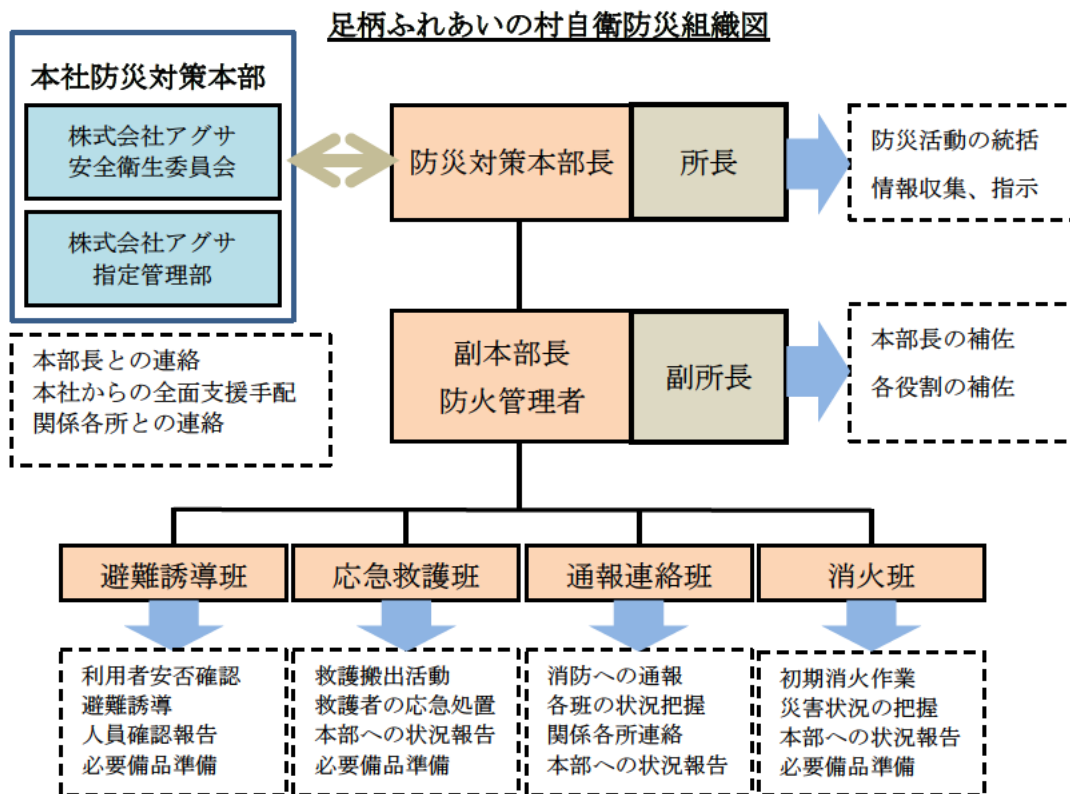 足柄ふれあいの村自衛防災組織図
本社防災対策本部
株式会社アグサ
安全衛生委員会
株式会社アグサ
指定管理部
本部長との連絡
本社からの全面支援手配
関係各所との連絡
防災対策本部長
所長
防災活動の統括
情報収集、指示
副本部長
防火管理者
副所長
本部長の補佐
各役割の補佐
避難誘導班
利用者安否確認
避難誘導
人員確認報告
必要備品準備
応急救護班
救護搬出活動
救護者の応急処置
本部への状況報告
必要備品準備
通報連絡班
消防への通報
各班の状況把握
関係各所連絡
本部への状況報告
消火班
初期消火作業
災害状況の把握
本部への状況報告
必要備品準備